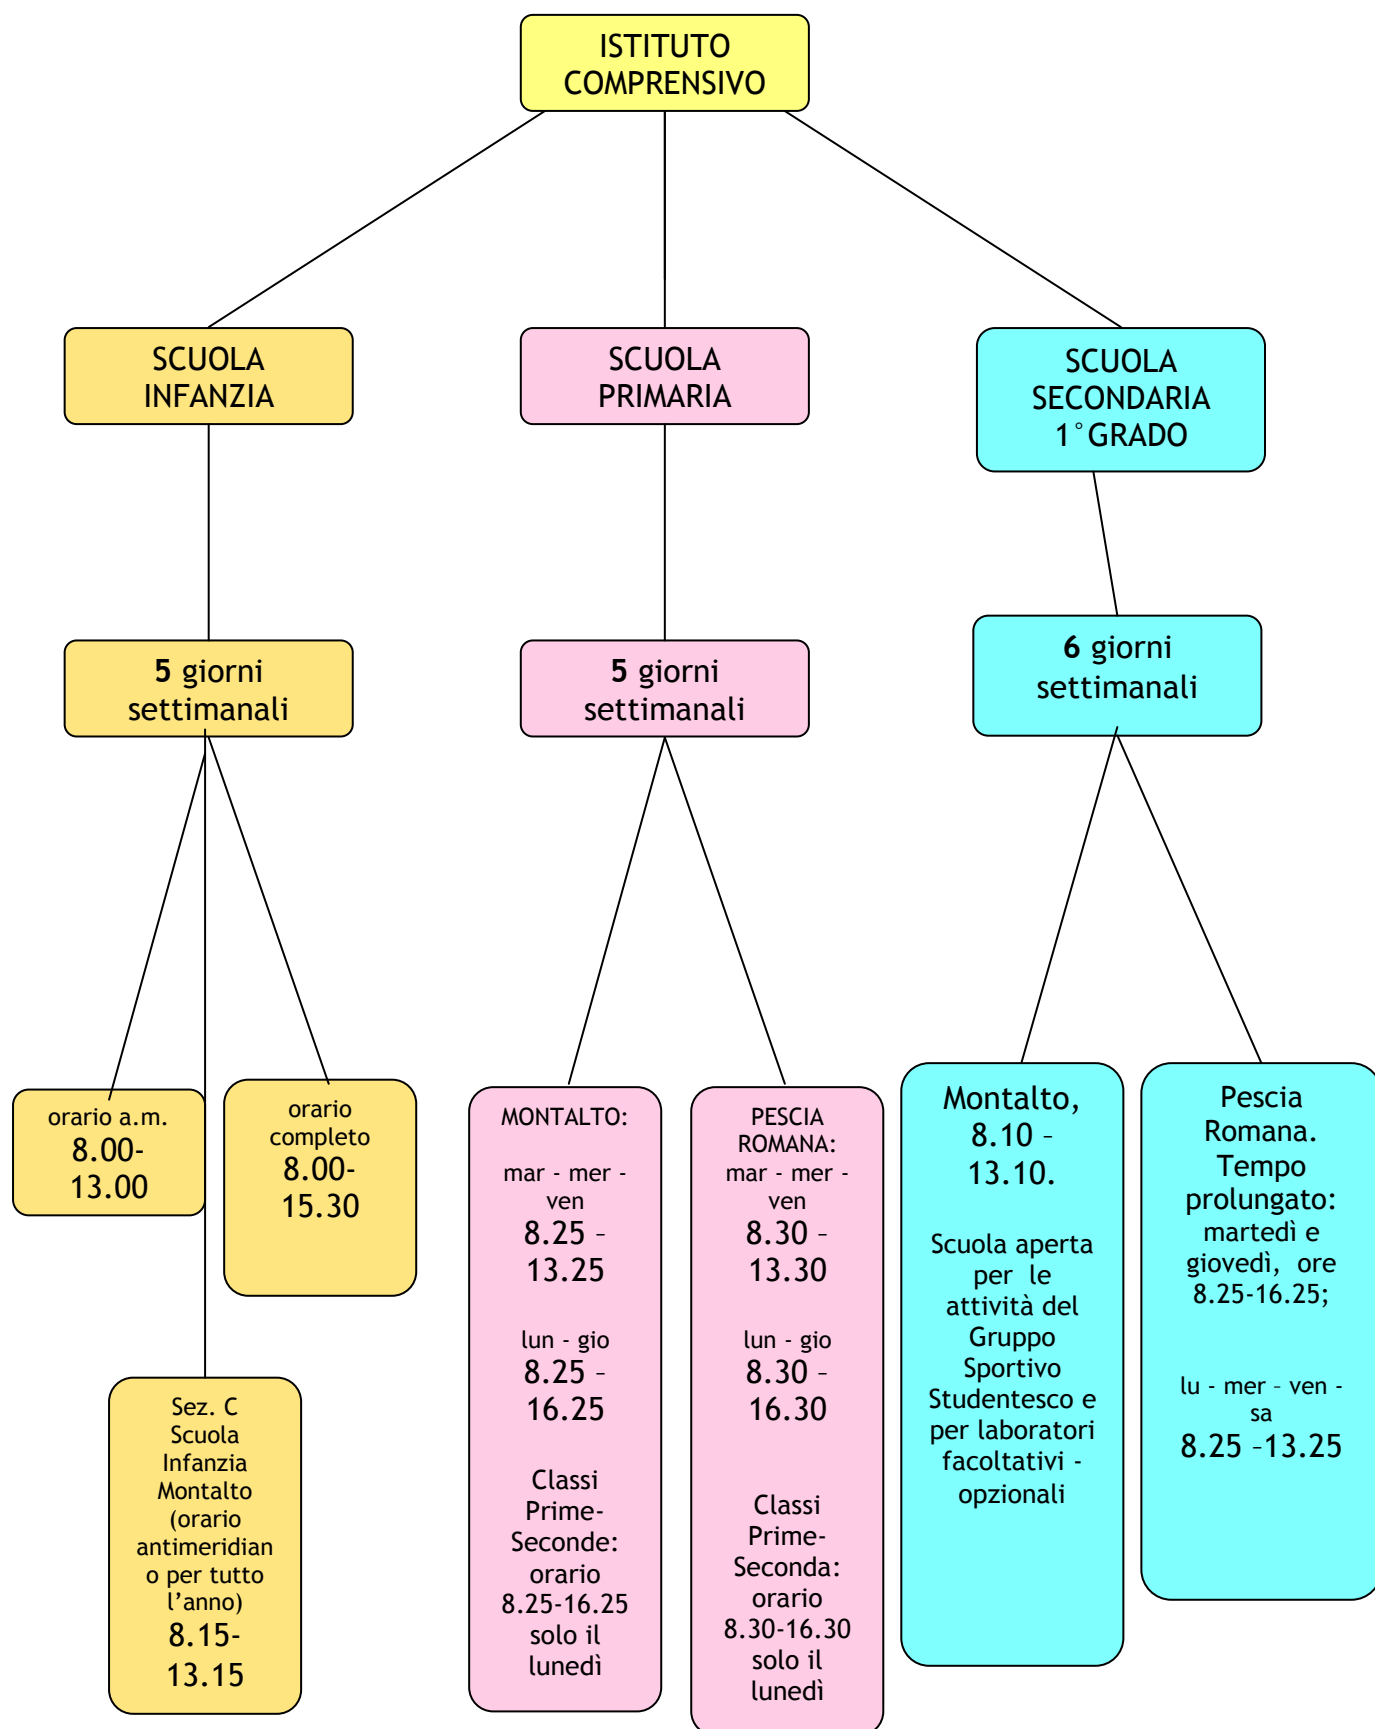 ISTITUTO
COMPRENSIVO
SCUOLA
INFANZIA
SCUOLA
PRIMARIA
SCUOLA
SECONDARIA
1°GRADO
5 giorni
settimanali
5 giorni
settimanali
6 giorni
settimanali
orario a.m.
8.00-
13.00
orario
completo
8.00-
15.30
Sez. C
Scuola
Infanzia
Montalto
(orario
antimeridian
o per tutto
l’anno)
8.15-
13.15
MONTALTO:
mar - mer -
ven
8.25 –
13.25
lun - gio
8.25 –
16.25
Classi
Prime-
Seconde:
orario
8.25-16.25
solo il
lunedì
PESCIA
ROMANA:
mar - mer -
ven
8.30 –
13.30
lun - gio
8.30 –
16.30
Classi
Prime-
Seconda:
orario
8.30-16.30
solo il
lunedì
Montalto,
8.10 –
13.10.
Scuola aperta
per le
attività del
Gruppo
Sportivo
Studentesco e
per laboratori
facoltativi -
opzionali
Pescia
Romana.
Tempo
prolungato:
martedì e
giovedì, ore
8.25-16.25;
lu - mer – ven -
sa
8.25 –13.25